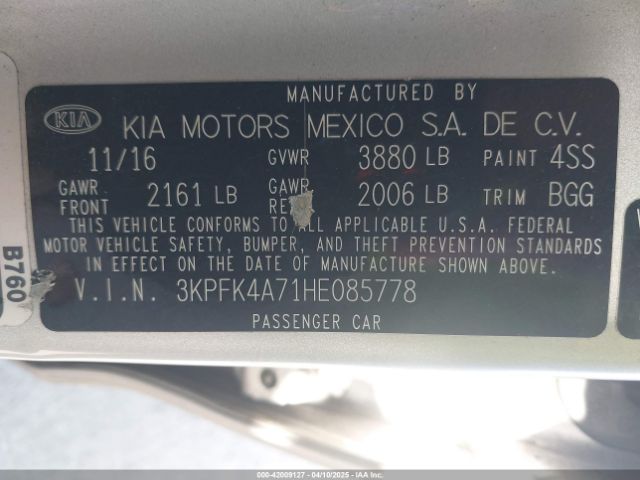 MANUFACTURED BY
KIA KIA MOTORS MEXICO S.A. DE C.V.
11/16 GVWR 3880 LB PAINT 4SS
GAWR FRONT 2161 LB GAWR 2006 LB TRIM BGG
THIS VEHICLE CONFORMS TO ALL APPLICABLE U.S.A. FEDERAL
MOTOR VEHICLE SAFETY, BUMPER, AND THEFT PREVENTION STANDARDS
IN EFFECT ON THE DATE OF MANUFACTURE SHOWN ABOVE.
V.I.N. 3KPFK4A71HE085778
PASSENGER CAR
B760
000-42009127 - 04/10/2025 - IAAI.com